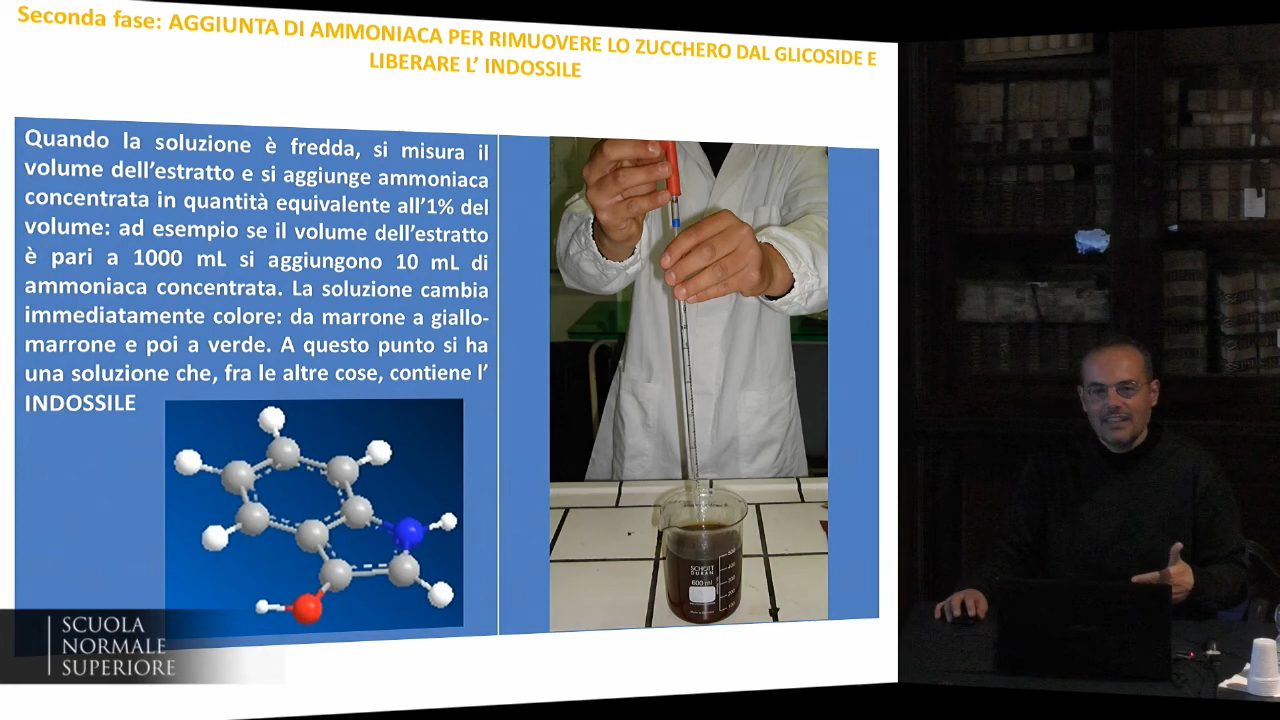 Seconda fase: AGGIUNTA DI AMMONIACA PER RIMUOVERE LO ZUCCHERO DAL GLICOSIDE E
LIBERARE L’ INDOSSILE
Quando la soluzione è fredda, si misura il
volume dell’estratto e si aggiunge ammoniaca
concentrata in quantità equivalente all’1% del
volume: ad esempio se il volume dell’estratto
è pari a 1000 mL si aggiungono 10 mL di
ammoniaca concentrata. La soluzione cambia
immediatamente colore: da marrone a giallo-
marrone e poi a verde. A questo punto si ha
una soluzione che, fra le altre cose, contiene l’
INDOSSILE
SCHOTT
DURAN
600 ml
SCUOLA
NORMALE
SUPERIORE